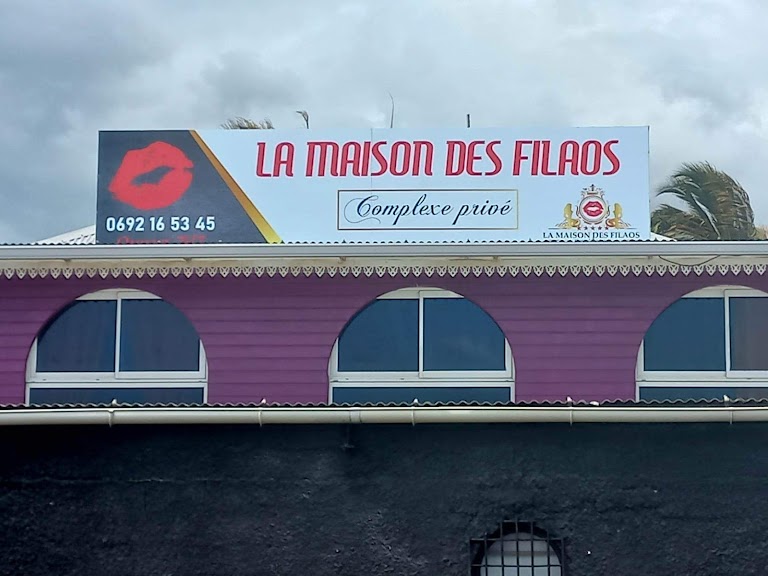 LA MAISON DES FILAOS
Complexe privé
0692 16 53 45
LA MAISON DES FILAOS